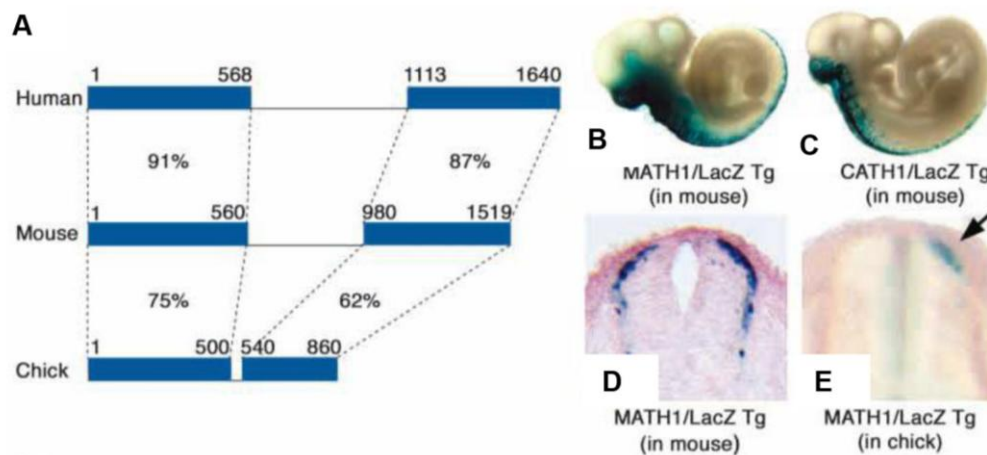 A
1 568 1113 1640
Human
91% 87%
1 560 980 1519
Mouse
75% 62%
1 500 540 860
Chick
B
MATH1/LacZ Tg
(in mouse)
C
CATH1/LacZ Tg
(in mouse)
D
MATH1/LacZ Tg
(in mouse)
E
MATH1/LacZ Tg
(in chick)